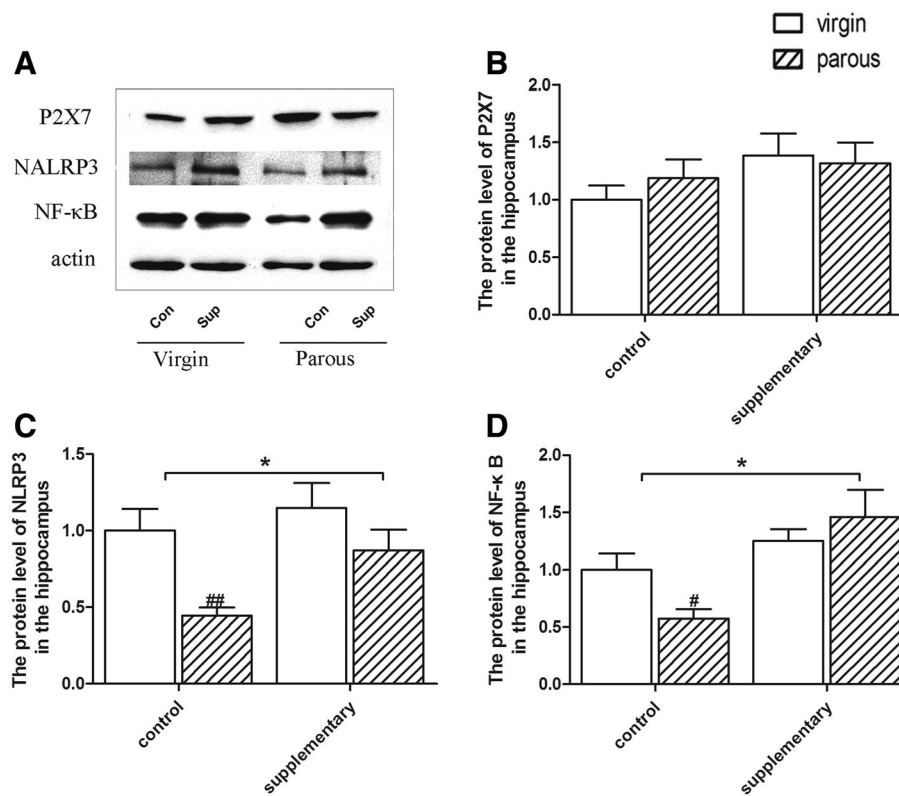 A
P2X7
NALRP3
NF-κB
actin
Con
Sup
Con
Sup
Virgin
Parous
virgin
parous
B
The protein level of P2X7
in the hippocampus
2.0
1.5
1.0
0.5
0.0
control
supplementary
C
The protein level of NLRP3
in the hippocampus
1.5
1.0
0.5
0.0
*
##
control
supplementary
D
The protein level of NF-κ B
in the hippocampus
2.0
1.5
1.0
0.5
0.0
*
#
control
supplementary